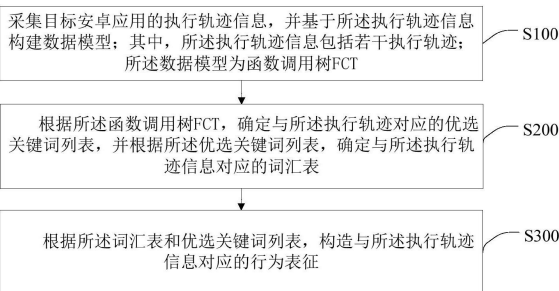 采集目标安卓应用的执行轨迹信息，并基于所述执行轨迹信息
构建数据模型；其中，所述执行轨迹信息包括若干执行轨迹；
所述数据模型为函数调用树FCT
S100
根据所述函数调用树FCT，确定与所述执行轨迹对应的优选
关键词列表，并根据所述优选关键词列表，确定与所述执行轨
迹信息对应的词汇表
S200
根据所述词汇表和优选关键词列表，构造与所述执行轨迹
信息对应的行为表征
S300